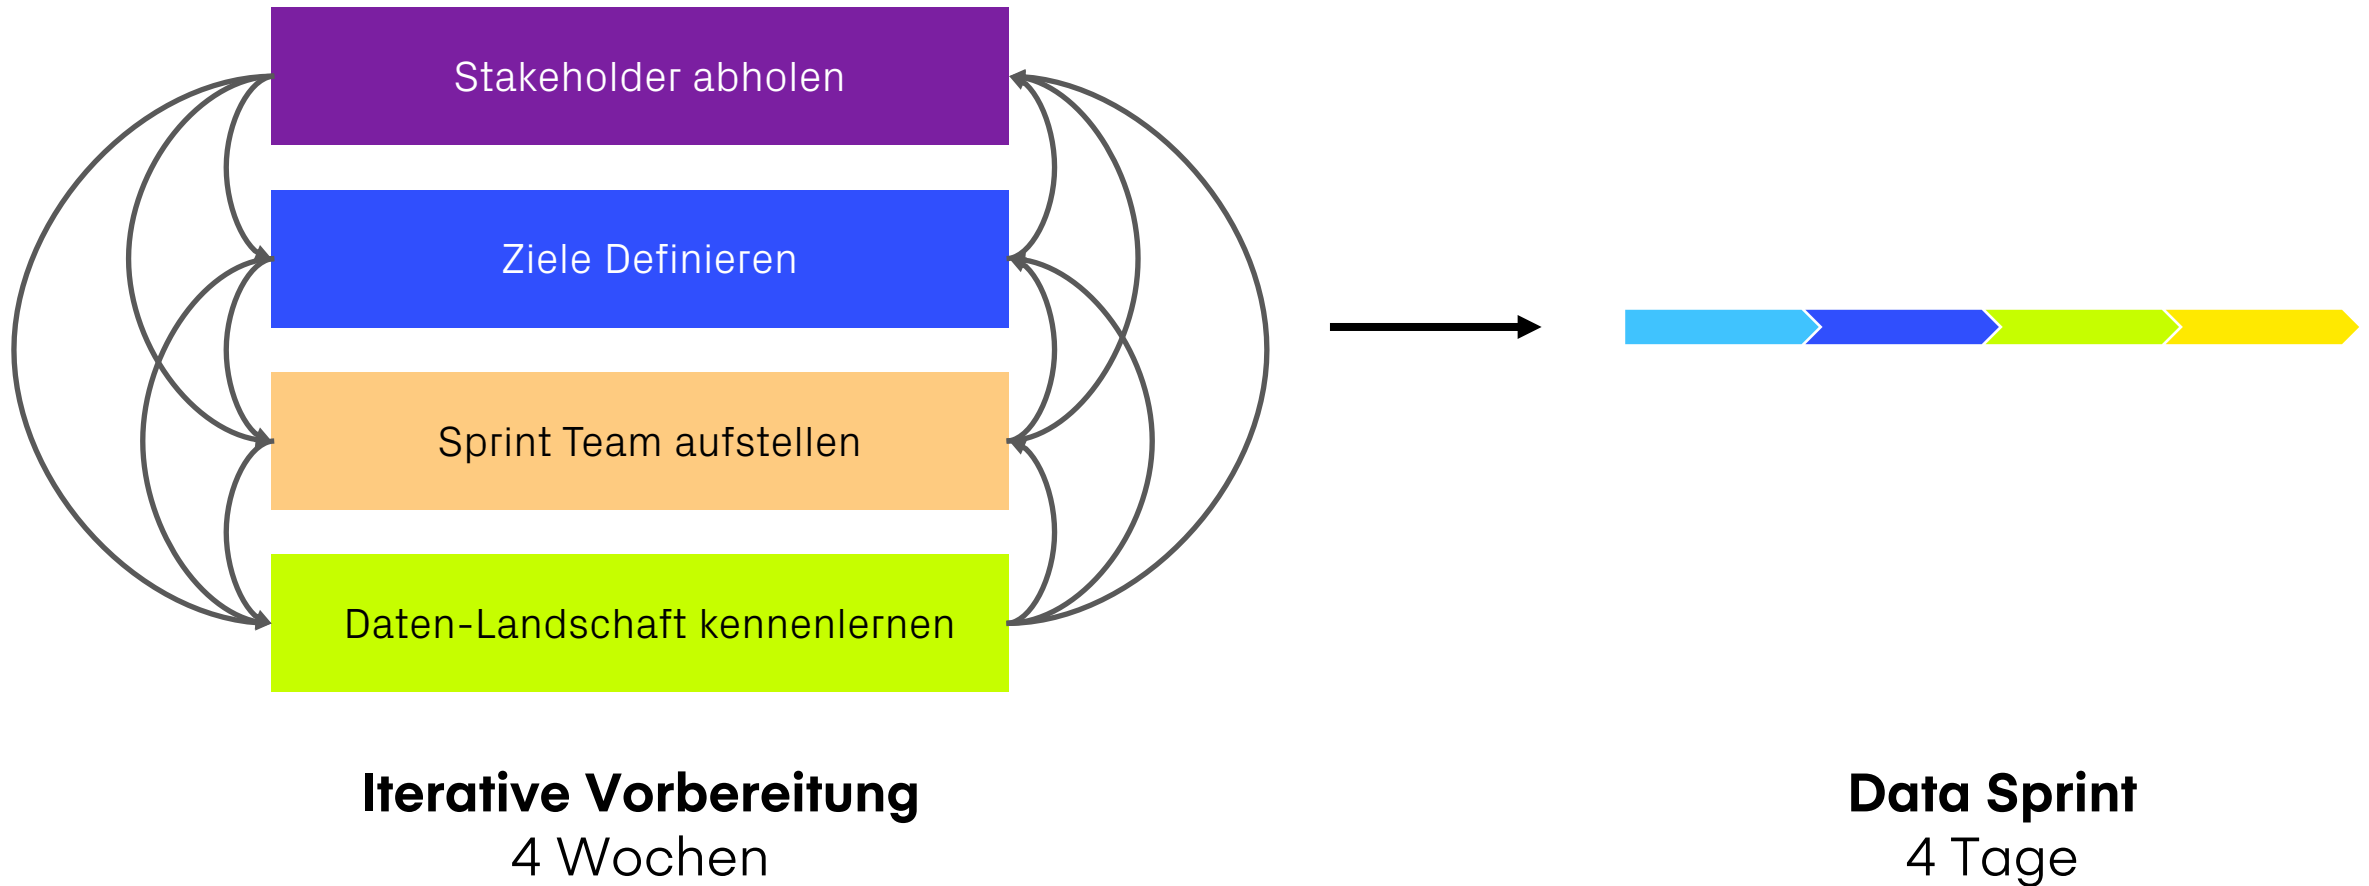 Stakeholder abholen
Ziele Definieren
Sprint Team aufstellen
Daten-Landschaft kennenlernen
Iterative Vorbereitung
4 Wochen
Data Sprint
4 Tage